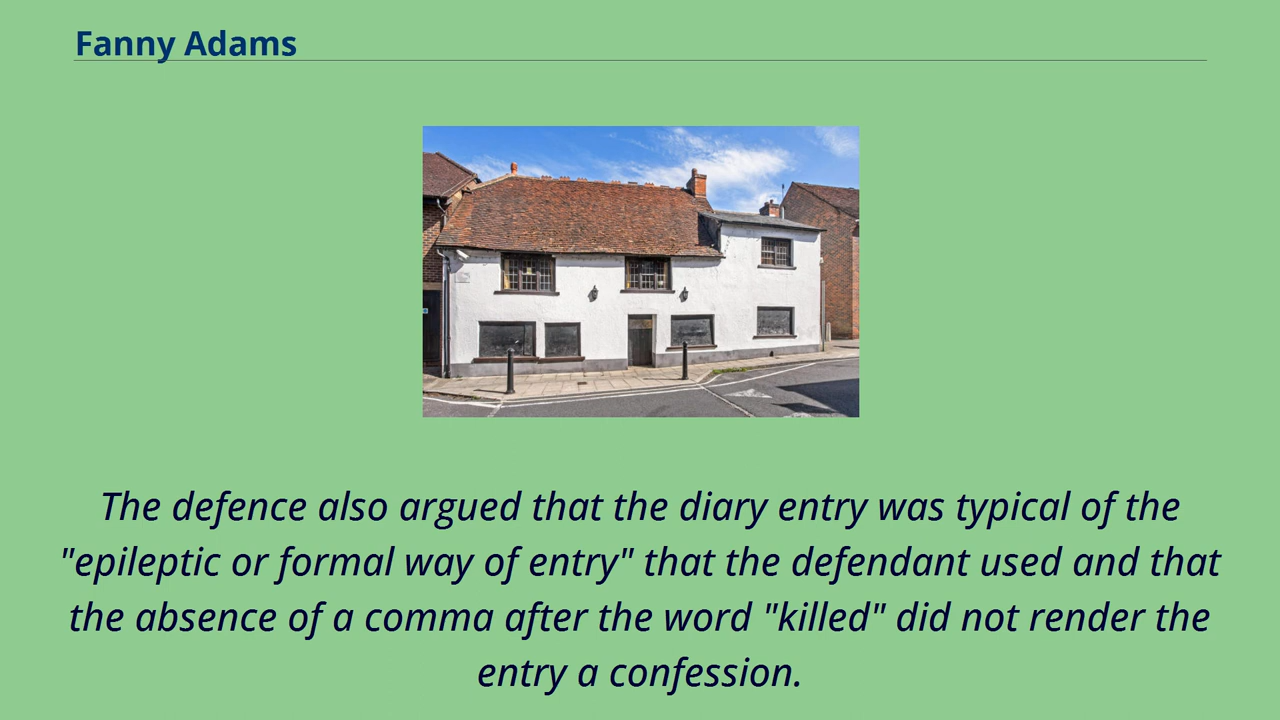 Fanny Adams
The defence also argued that the diary entry was typical of the
"epileptic or formal way of entry" that the defendant used and that
the absence of a comma after the word "killed" did not render the
entry a confession.